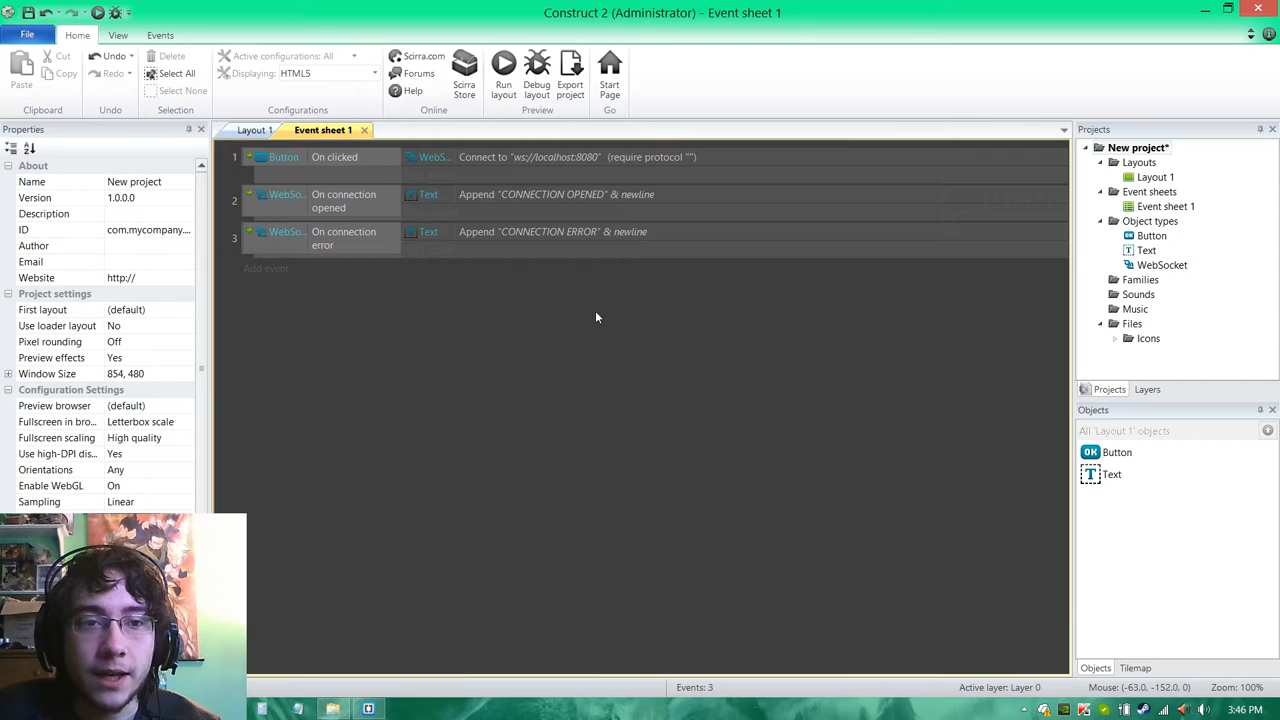 Construct 2 (Administrator) - Event sheet 1
File
Home
View
Events
Paste
Cut
Copy
Clipboard
Undo
Redo
Undo
Delete
Select All
Select None
Selection
Active configurations: All
Displaying: HTML5
Configurations
Scirra.com
Forums
Help
Online
Scirra
Store
Run
layout
Debug
layout
Preview
Export
project
Start
Page
Go
Properties
About
Name New project
Version 1.0.0.0
Description
ID com.mycompany....
Author
Email
Website http://
Project settings
First layout (default)
Use loader layout No
Pixel rounding Off
Preview effects Yes
Window Size 854, 480
Configuration Settings
Preview browser (default)
Fullscreen in bro... Letterbox scale
Fullscreen scaling High quality
Use high-DPI dis... Yes
Orientations Any
Enable WebGL On
Sampling Linear
Layout 1
Event sheet 1
1 Button On clicked WebS... Connect to "ws://localhost:8080" (require protocol "")
2 WebSo... On connection opened Text Append "CONNECTION OPENED" & newline
3 WebSo... On connection error Text Append "CONNECTION ERROR" & newline
Add event
Projects
New project*
Layouts
Layout 1
Event sheets
Event sheet 1
Object types
Button
Text
WebSocket
Families
Sounds
Music
Files
Icons
Projects
Layers
Objects
All 'Layout 1' objects
OK Button
T Text
Objects
Tilemap
Events: 3
Active layer: Layer 0
Mouse: (-63.0, -152.0, 0)
Zoom: 100%
3:46 PM